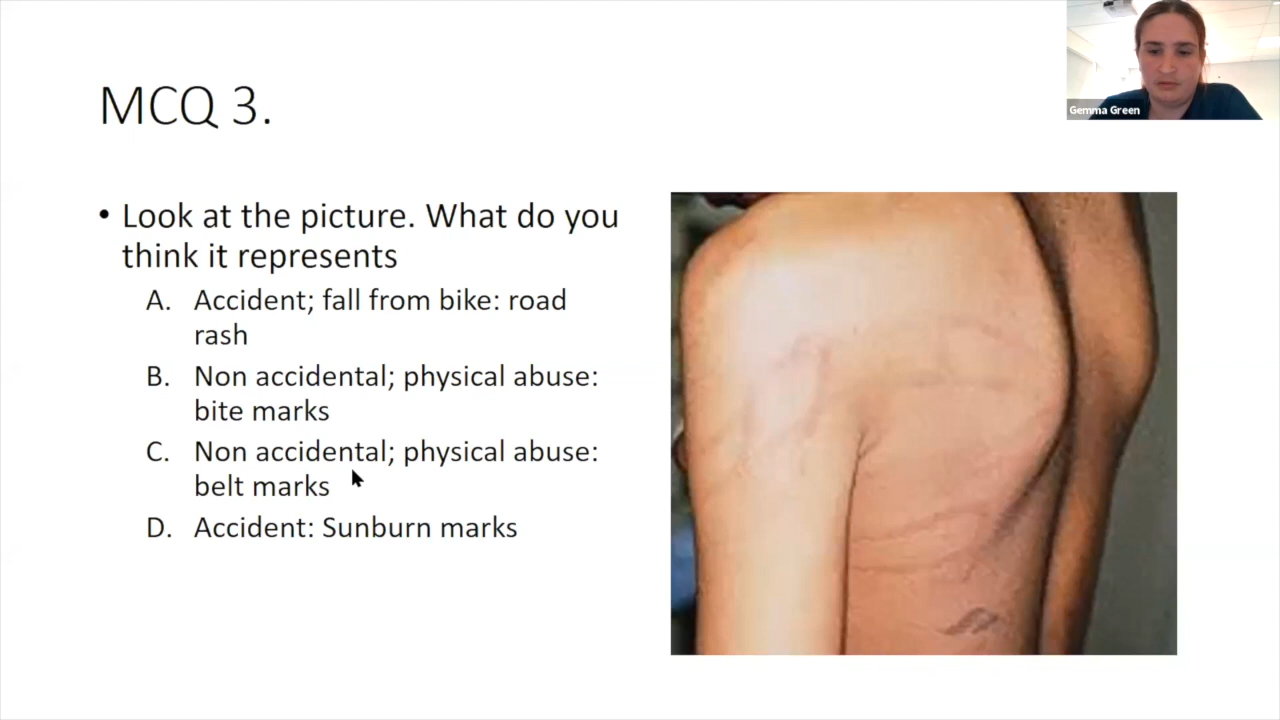 MCQ 3.
Gemma Green
• Look at the picture. What do you
think it represents
A. Accident; fall from bike: road
rash
B. Non accidental; physical abuse:
bite marks
C. Non accidental; physical abuse:
belt marks
D. Accident: Sunburn marks